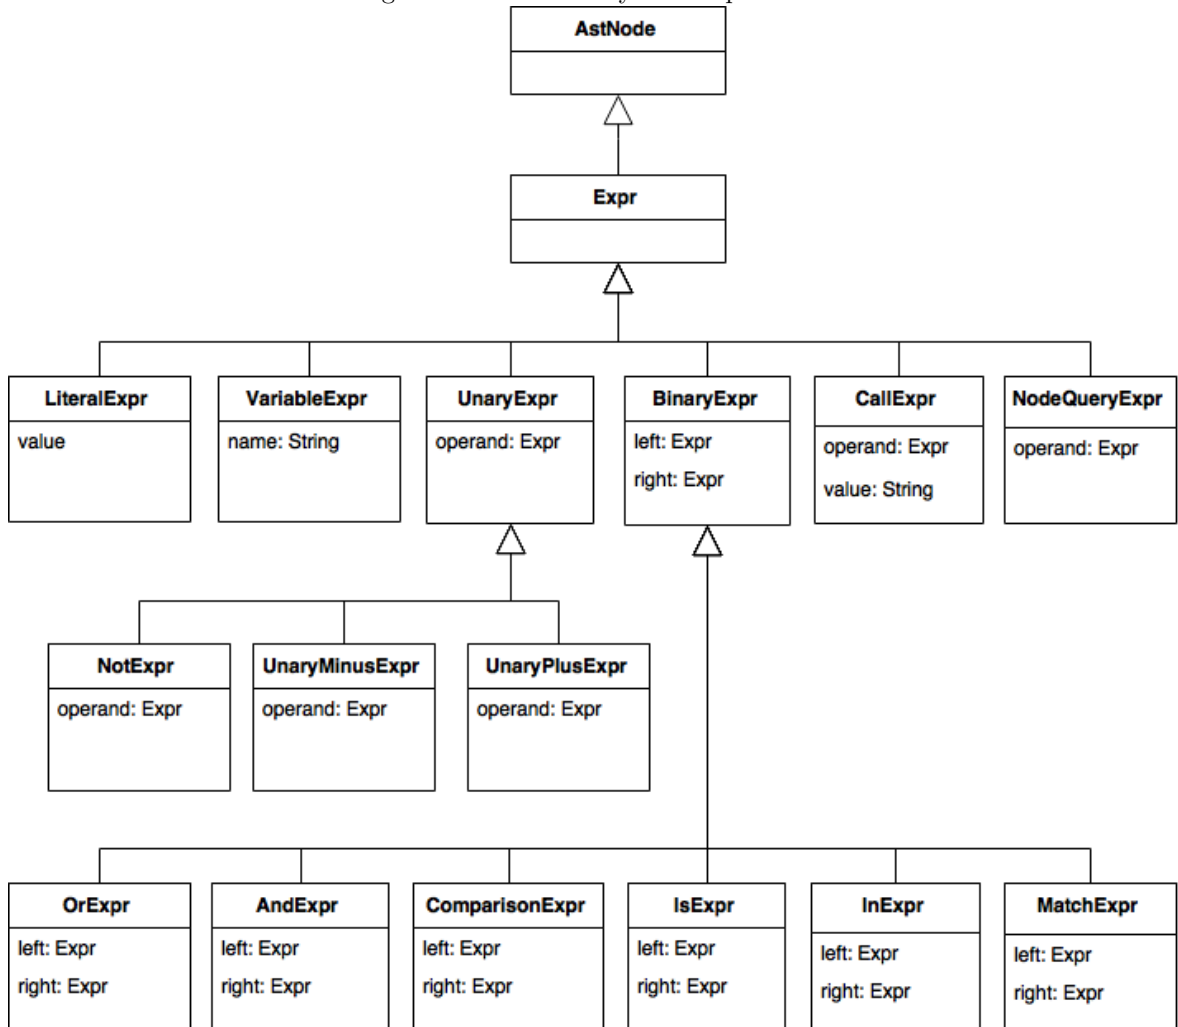 AstNode
Expr
LiteralExpr
value
VariableExpr
name: String
UnaryExpr
operand: Expr
BinaryExpr
left: Expr
right: Expr
CallExpr
operand: Expr
value: String
NodeQueryExpr
operand: Expr
NotExpr
operand: Expr
UnaryMinusExpr
operand: Expr
UnaryPlusExpr
operand: Expr
OrExpr
left: Expr
right: Expr
AndExpr
left: Expr
right: Expr
ComparisonExpr
left: Expr
right: Expr
IsExpr
left: Expr
right: Expr
InExpr
left: Expr
right: Expr
MatchExpr
left: Expr
right: Expr